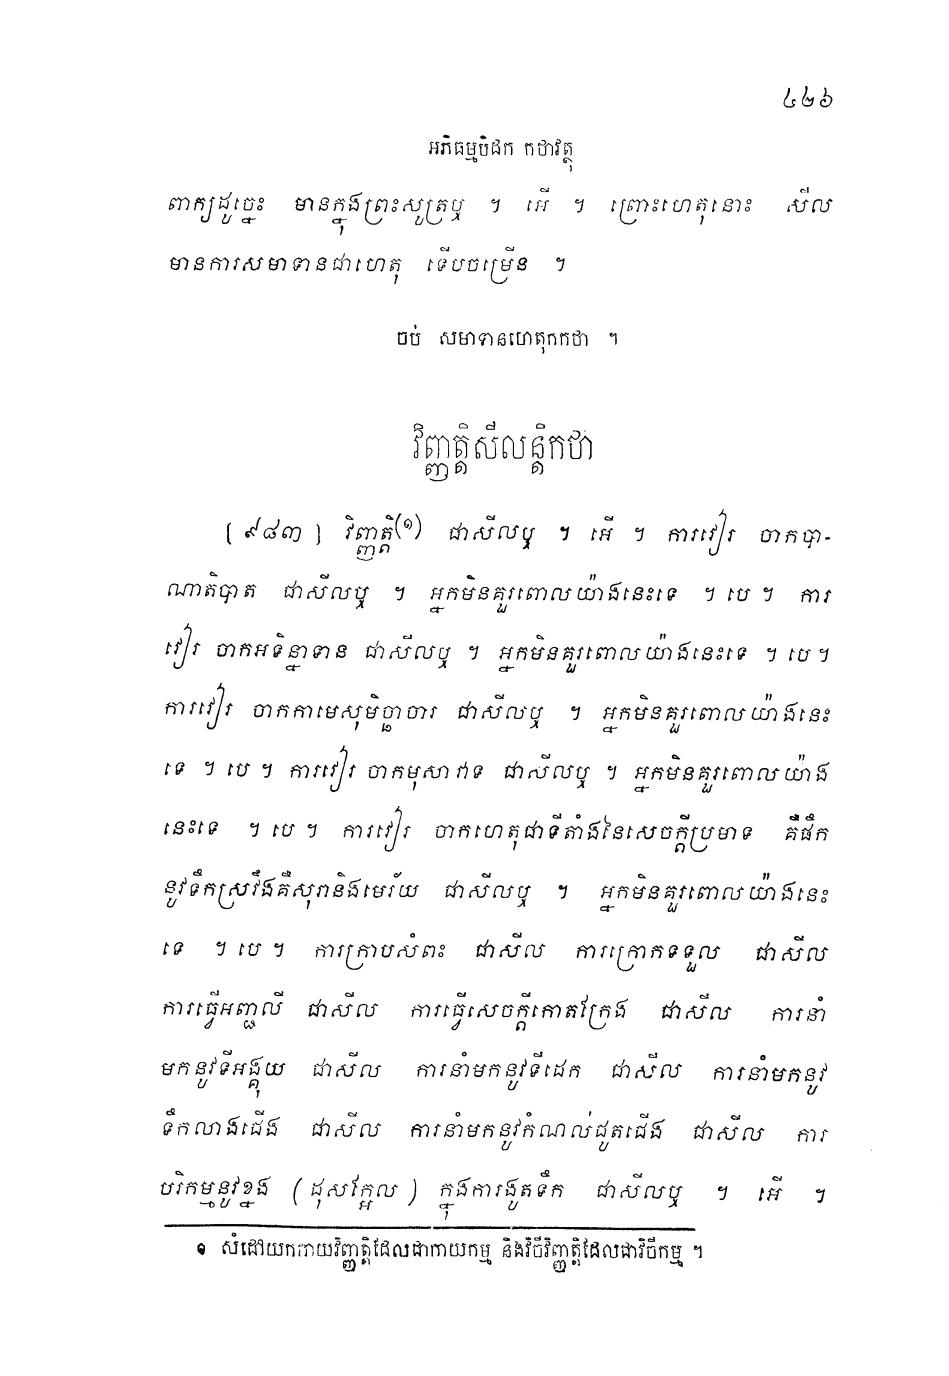 ៤២៦
អភិធម្មបិដក កថាវត្ថុ
ពាក្យដូច្នេះ មានក្នុងព្រះសូត្រឬ ។ អើ ។ ព្រោះហេតុនោះ សីល
មានការសមាទានជាហេតុ ទើបចម្រើន ។
ចប់ សមាទានហេតុកកថា ។
វិញ្ញត្តិសីលន្តិកថា
[ ៩៨៣ ] វិញ្ញត្តិ(១) ជាសីលឬ ។ អើ ។ ការវៀរ ចាកបា-
ណាតិបាត ជាសីលឬ ។ អ្នកមិនគួរពោលយ៉ាងនេះទេ ។ បេ ។ ការ
វៀរ ចាកអទិន្នាទាន ជាសីលឬ ។ អ្នកមិនគួរពោលយ៉ាងនេះទេ ។ បេ ។
ការវៀរ ចាកកាមេសុមិច្ឆាចារ ជាសីលឬ ។ អ្នកមិនគួរពោលយ៉ាងនេះ
ទេ ។ បេ ។ ការវៀរ ចាកមុសាវាទ ជាសីលឬ ។ អ្នកមិនគួរពោលយ៉ាង
នេះទេ ។ បេ ។ ការវៀរ ចាកហេតុជាទីតាំងនៃសេចក្តីប្រមាទ គឺផឹក
នូវទឹកស្រវឹងគឺសុរានិងមេរ័យ ជាសីលឬ ។ អ្នកមិនគួរពោលយ៉ាងនេះ
ទេ ។ បេ ។ ការក្រាបសំពះ ជាសីល ការក្រោកទទួល ជាសីល
ការធ្វើអញ្ជលី ជាសីល ការធ្វើសេចក្តីកោតក្រែង ជាសីល ការនាំ
មកនូវទីអង្គុយ ជាសីល ការនាំមកនូវទីដេក ជាសីល ការនាំមកនូវ
ទឹកលាងជើង ជាសីល ការនាំមកនូវកំណល់ជូតជើង ជាសីល ការ
បរិកម្មនូវខ្នង ( ដុសក្អែល ) ក្នុងការងូតទឹក ជាសីលឬ ។ អើ ។
១ សំដៅយកកាយវិញ្ញត្តិដែលជាកាយកម្ម និងវិចីវិញ្ញត្តិដែលជាវិចីកម្ម ។